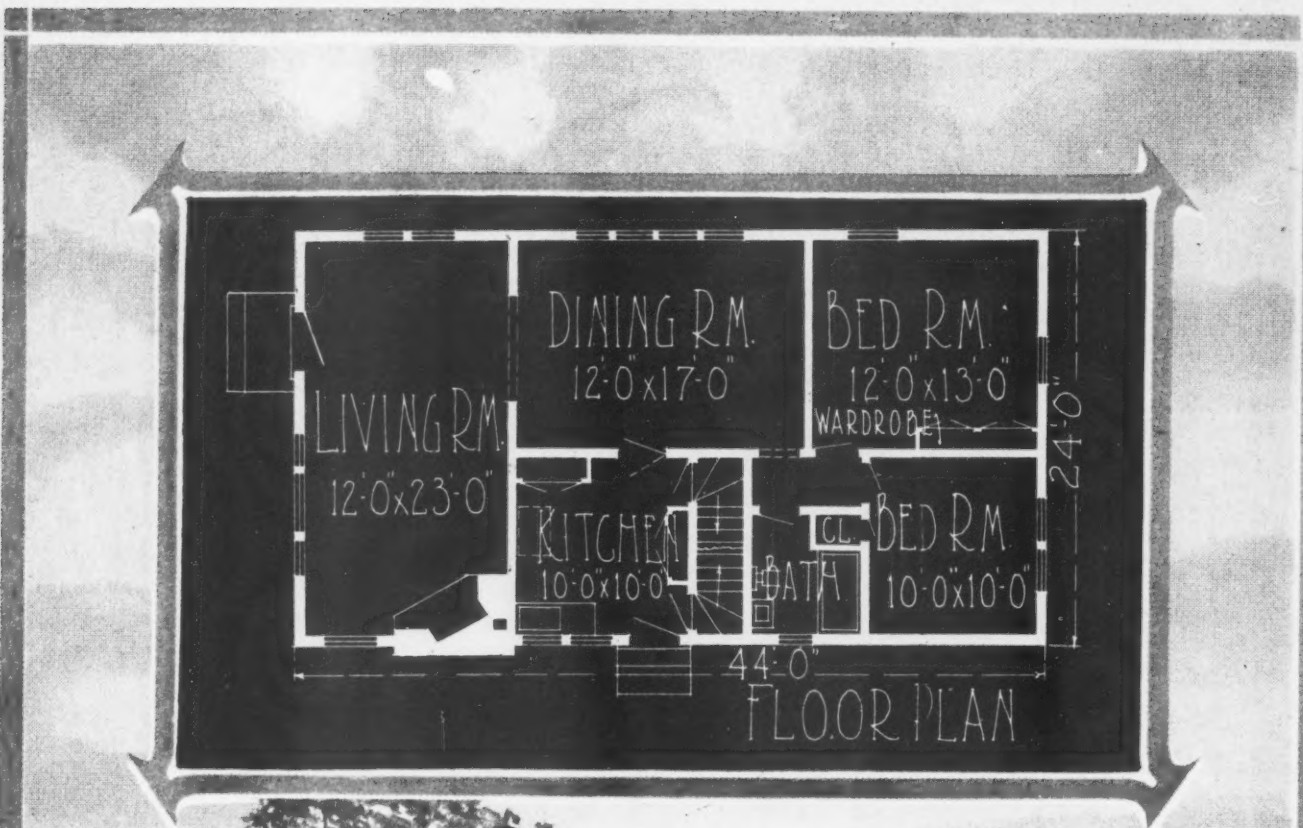 DINING RM.
12'-0"x17'-0"
BED RM.
12'-0"x13'-0"
WARDROBE
LIVING RM.
12'-0"x23'-0"
24'-0"
KITCHEN
10'-0"x10'-0"
CL.
BATH
BED RM.
10'-0"x10'-0"
44'-0"
FLOOR PLAN